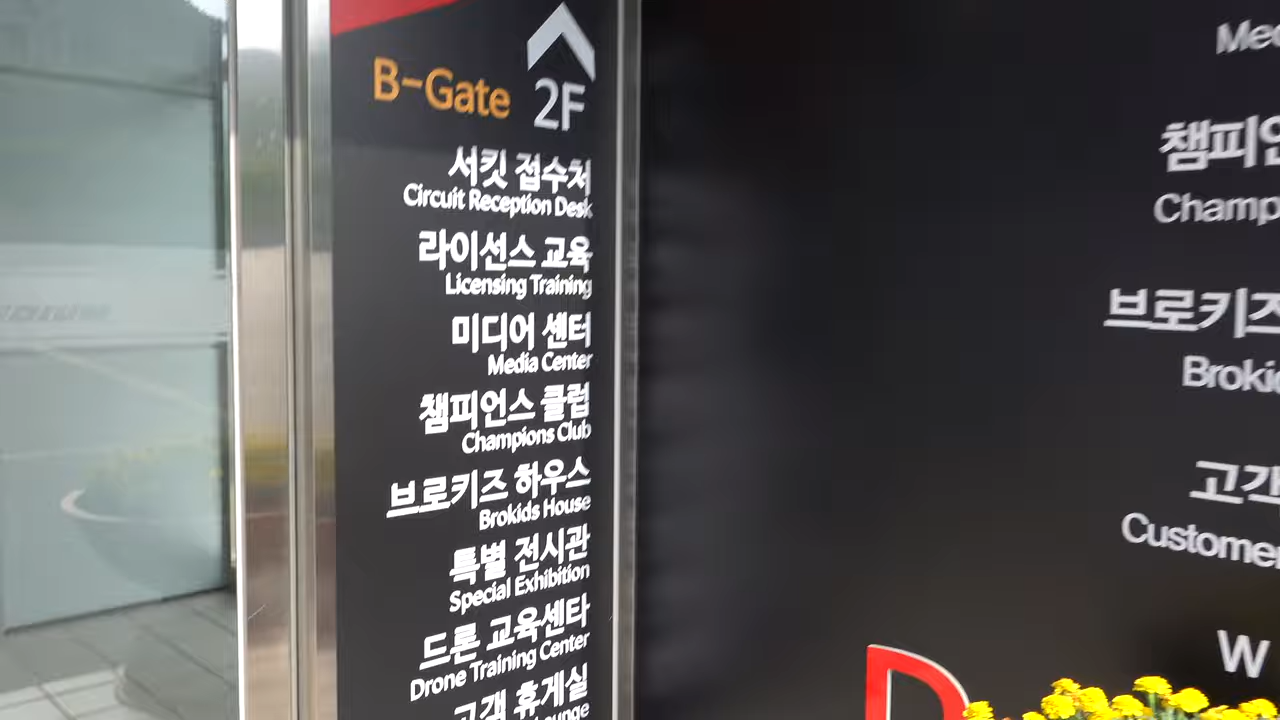 B-Gate
2F
서킷 접수처
Circuit Reception Desk
라이선스 교육
Licensing Training
미디어 센터
Media Center
챔피언스 클럽
Champions Club
브로키즈 하우스
Brokids House
특별 전시관
Special Exhibition
드론 교육센타
Drone Training Center
고객 휴게실
챔피언
Champ
브로키즈
Brokid
고객
Customer
W